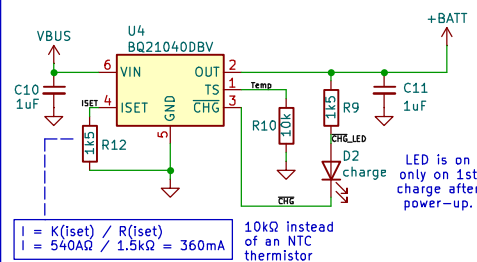 +BATT
VBUS
U4
BQ21040DBV
6
VIN
OUT
2
TS
1
Temp
C10
1uF
ISET
4
ISET
GND
CHG
3
5
R12
1k5
R10
10k
R9
1k5
C11
1uF
CHG_LED
D2
charge
CHG
LED is on
only on 1st
charge after
power-up.
I = K(iset) / R(iset)
I = 540AΩ / 1.5kΩ = 360mA
10kΩ instead
of an NTC
thermistor